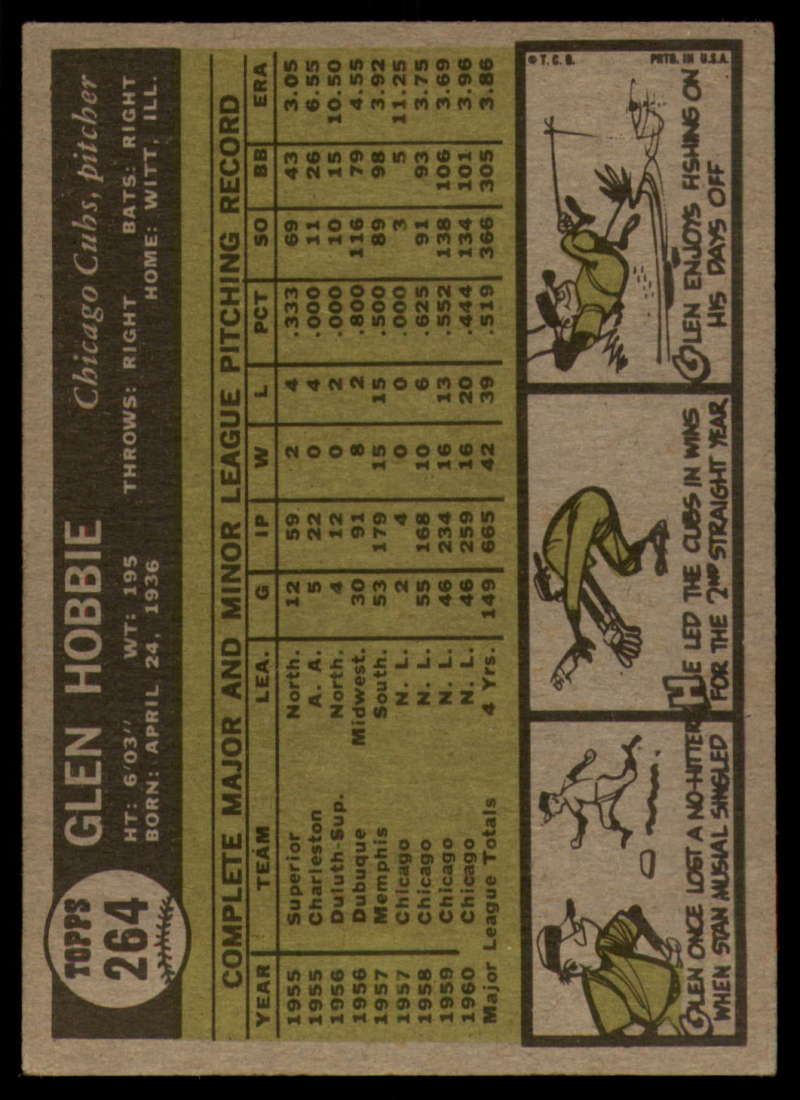 TOPPS
264
GLEN HOBBIE
Chicago Cubs, pitcher
HT: 6'03" WT: 195 THROWS: RIGHT BATS: RIGHT
BORN: APRIL 24, 1936 HOME: WITT, ILL.
COMPLETE MAJOR AND MINOR LEAGUE PITCHING RECORD
YEAR TEAM LEA. G IP W L PCT SO BB ERA
1955 Superior North. 12 59 2 4 .333 69 43 3.05
1955 Charleston A. A. 5 22 0 4 .000 11 26 6.55
1956 Duluth-Sup. North. 4 12 0 2 .000 10 15 10.50
1956 Dubuque Midwest. 30 91 8 2 .800 116 79 4.55
1957 Memphis South. 53 179 15 15 .500 89 98 3.92
1957 Chicago N. L. 2 4 0 0 .000 3 5 11.25
1958 Chicago N. L. 55 168 10 6 .625 91 93 3.75
1959 Chicago N. L. 46 234 16 13 .552 138 106 3.69
1960 Chicago N. L. 46 259 16 20 .444 134 101 3.96
Major League Totals 4 Yrs. 149 665 42 39 .519 366 305 3.86
GLEN ONCE LOST A NO-HITTER
WHEN STAN MUSIAL SINGLED
HE LED THE CUBS IN WINS
FOR THE 2ND STRAIGHT YEAR
© T. C. G. PRTD. IN U.S.A.
GLEN ENJOYS FISHING ON
HIS DAYS OFF